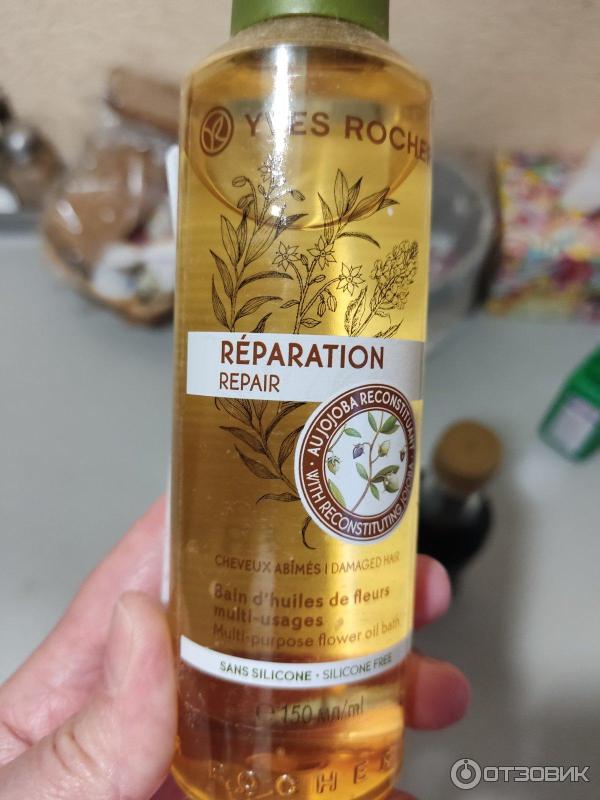 YVES ROCHER
RÉPARATION
REPAIR
AU JOJOBA RECONSTITUANT
WITH RECONSTITUTING JOJOBA
CHEVEUX ABÎMÉS | DAMAGED HAIR
Bain d'huiles de fleurs
multi-usages
Multi-purpose flower oil bath
SANS SILICONE • SILICONE FREE
℮ 150 мл/ml
ROCHER
ОТЗОВИК